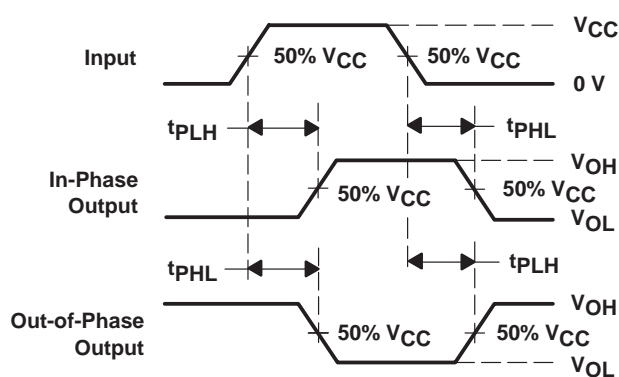 VCC
Input
50% VCC
50% VCC
0 V
tPLH
tPHL
In-Phase
Output
50% VCC
50% VCC
VOH
VOL
tPHL
tPLH
Out-of-Phase
Output
50% VCC
50% VCC
VOH
VOL